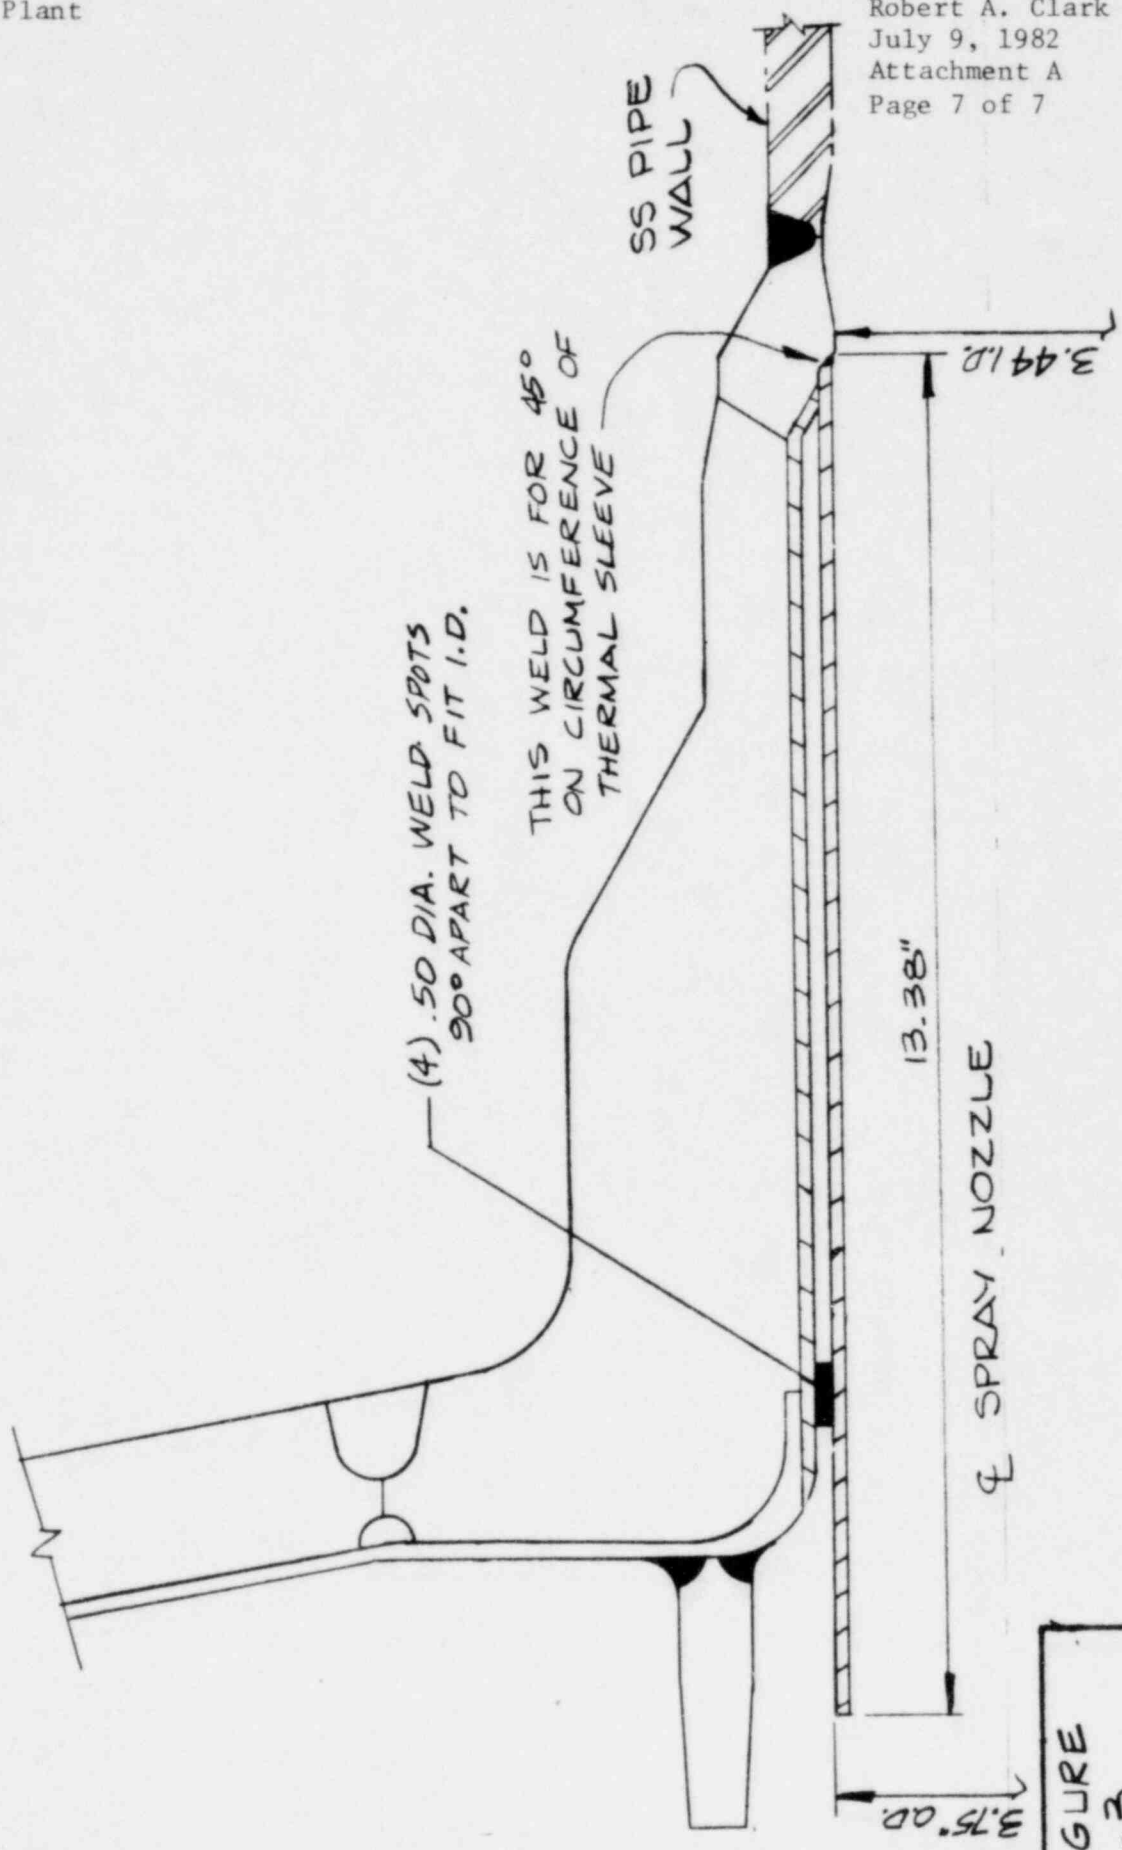 Plant
Robert A. Clark
July 9, 1982
Attachment A
Page 7 of 7
SS PIPE
WALL
THIS WELD IS FOR 45°
ON CIRCUMFERENCE OF
THERMAL SLEEVE
(4) .50 DIA. WELD SPOTS
90° APART TO FIT I.D.
3.44 I.D.
13.38"
℄ SPRAY NOZZLE
3.75" O.D.
GURE
3